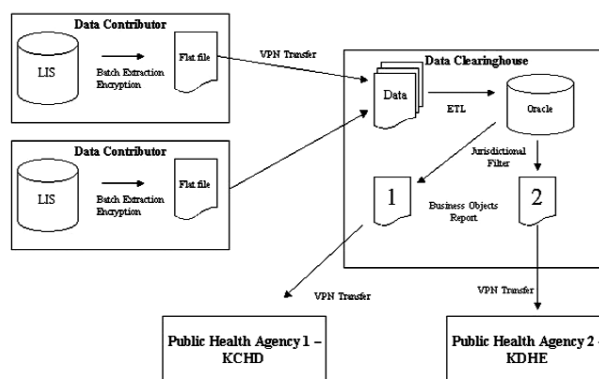 Data Contributor
LIS
Batch Extraction
Encryption
Flat file
VPN Transfer
Data Clearinghouse
Data
ETL
Oracle
Data Contributor
LIS
Batch Extraction
Encryption
Flat file
Jurisdictional
Filter
1
Business Objects
Report
2
VPN Transfer
VPN Transfer
Public Health Agency 1 –
KCHD
Public Health Agency 2 -
KDHE